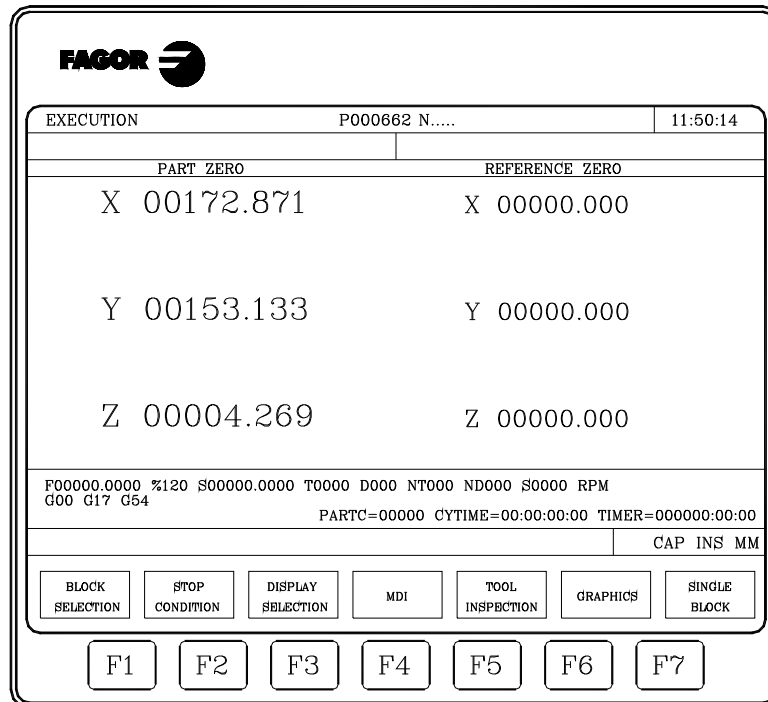 FAGOR
EXECUTION P000662 N..... 11:50:14
PART ZERO REFERENCE ZERO
X 00172.871 X 00000.000
Y 00153.133 Y 00000.000
Z 00004.269 Z 00000.000
F00000.0000 %120 S00000.0000 T0000 D000 NT000 ND000 S0000 RPM
G00 G17 G54
PARTC=00000 CYTIME=00:00:00:00 TIMER=000000:00:00
CAP INS MM
BLOCK SELECTION
STOP CONDITION
DISPLAY SELECTION
MDI
TOOL INSPECTION
GRAPHICS
SINGLE BLOCK
F1 F2 F3 F4 F5 F6 F7